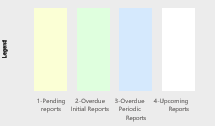 Legend
1-Pending
reports
2-Overdue
Initial Reports
3-Overdue
Periodic
Reports
4-Upcoming
Reports